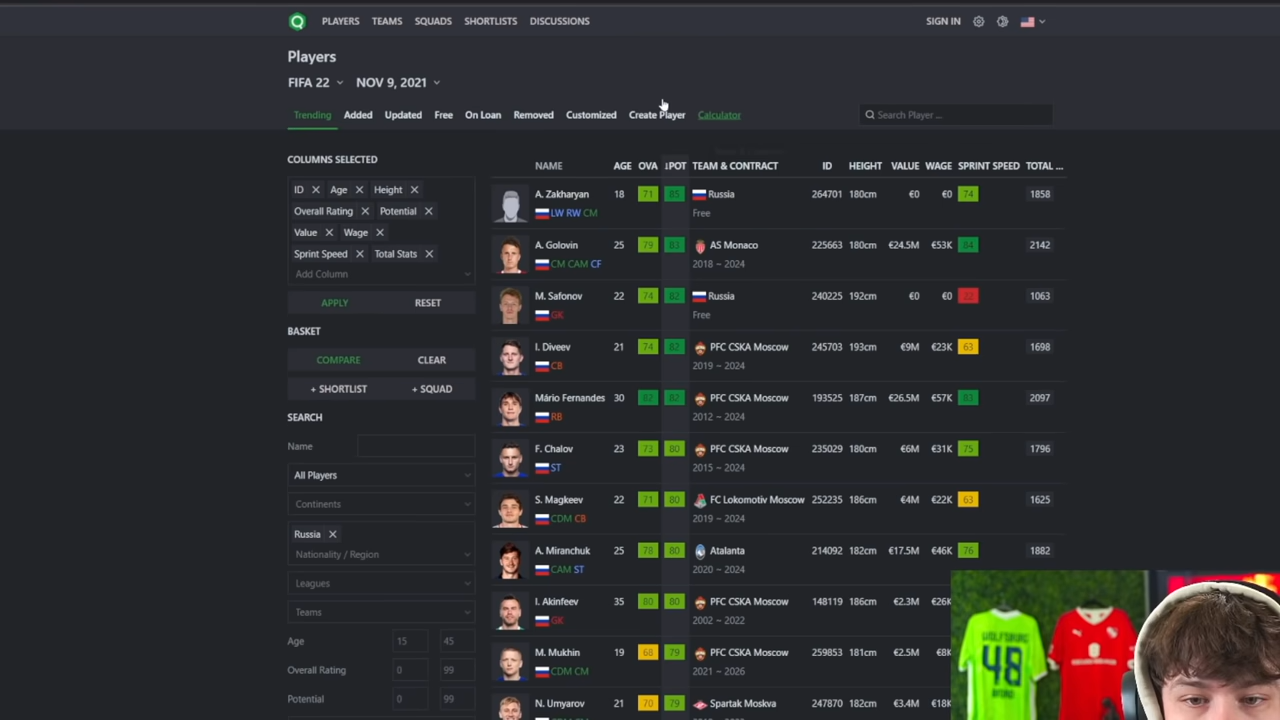 PLAYERS TEAMS SQUADS SHORTLISTS DISCUSSIONS SIGN IN
Players
FIFA 22 NOV 9, 2021
Trending Added Updated Free On Loan Removed Customized Create Player Calculator Search Player ...
COLUMNS SELECTED
ID Age Height
Overall Rating Potential
Value Wage
Sprint Speed Total Stats
Add Column
APPLY RESET
BASKET
COMPARE CLEAR
+ SHORTLIST + SQUAD
SEARCH
Name
All Players
Continents
Russia
Nationality / Region
Leagues
Teams
Age 15 45
Overall Rating 0 99
Potential 0 99
NAME AGE OVA ↓POT TEAM & CONTRACT ID HEIGHT VALUE WAGE SPRINT SPEED TOTAL ...
A. Zakharyan 18 71 85 Russia 264701 180cm €0 €0 74 1858
LW RW CM Free
A. Golovin 25 79 83 AS Monaco 225663 180cm €24.5M €53K 84 2142
CM CAM CF 2018 ~ 2024
M. Safonov 22 74 82 Russia 240225 192cm €0 €0 22 1063
GK Free
I. Diveev 21 74 82 PFC CSKA Moscow 245703 193cm €9M €23K 63 1698
CB 2019 ~ 2024
Mário Fernandes 30 82 82 PFC CSKA Moscow 193525 187cm €26.5M €57K 83 2097
RB 2012 ~ 2024
F. Chalov 23 73 80 PFC CSKA Moscow 235029 180cm €6M €31K 75 1796
ST 2015 ~ 2024
S. Magkeev 22 71 80 FC Lokomotiv Moscow 252235 186cm €4M €22K 63 1625
CDM CB 2019 ~ 2024
A. Miranchuk 25 78 80 Atalanta 214092 182cm €17.5M €46K 76 1882
CAM ST 2020 ~ 2024
I. Akinfeev 35 80 80 PFC CSKA Moscow 148119 186cm €2.3M €26K
GK 2002 ~ 2022
M. Mukhin 19 68 79 PFC CSKA Moscow 259853 181cm €2.5M €8K
CDM CM 2021 ~ 2026
N. Umyarov 21 70 79 Spartak Moskva 247870 182cm €3.4M €18K
WOLFSBURG
48